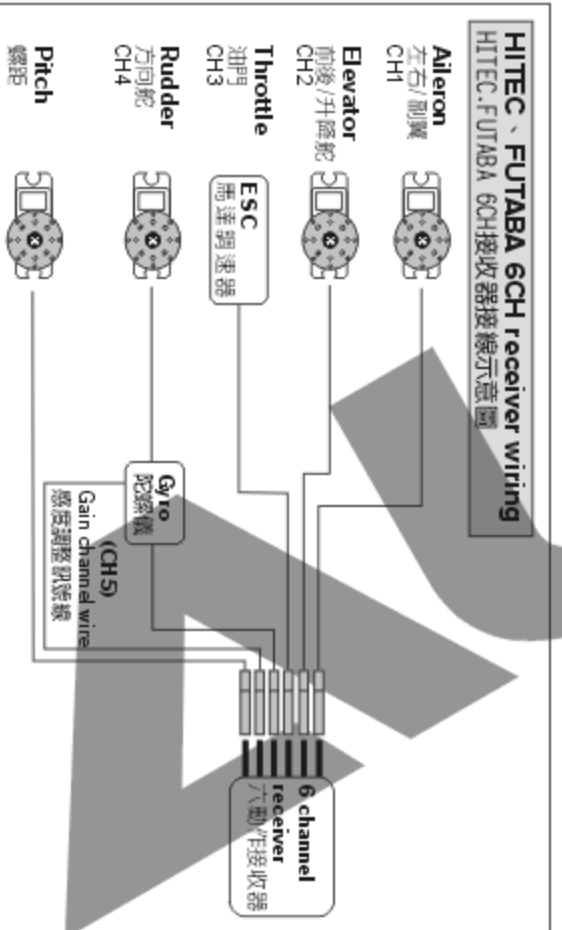 HITEC、FUTABA 6CH receiver wiring
HITEC.FUTABA 6CH接收器接線示意圖
Aileron
左右/副翼
CH1
Elevator
前後/升降舵
CH2
Throttle
油門
CH3
ESC
馬達調速器
Rudder
方向舵
CH4
Gyro
陀螺儀
(CH5)
Gain channel wire
感度調整訊號線
Pitch
螺距
6 channel
receiver
六動作接收器